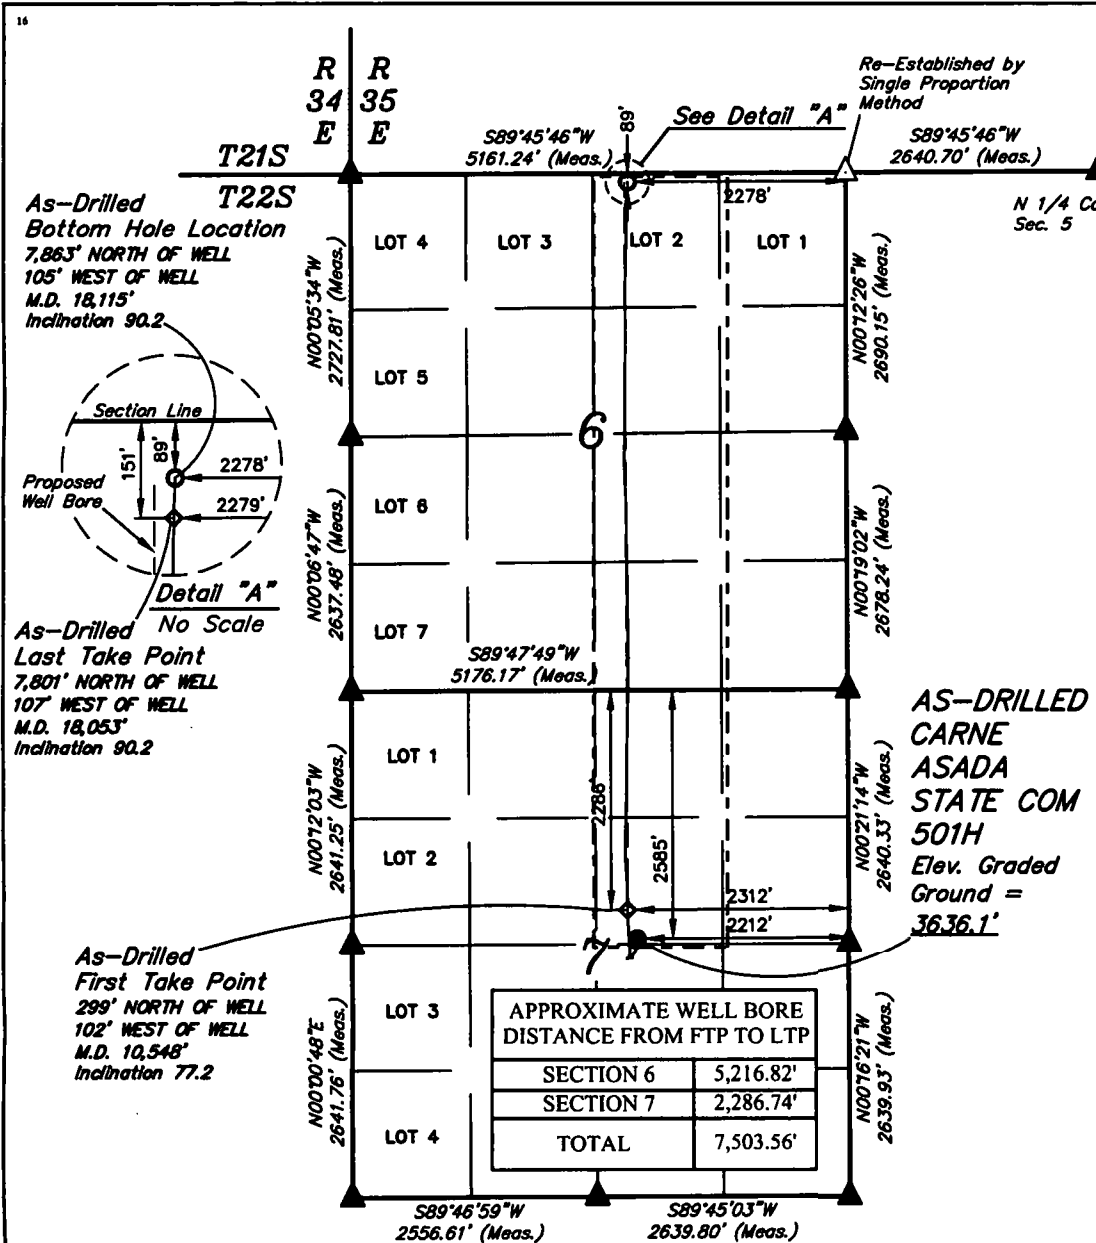 16
R R
34 35
E E
T21S
T22S
S89°45'46"W
5161.24' (Meas.)
89'
See Detail "A"
Re-Established by
Single Proportion
Method
S89°45'46"W
2640.70' (Meas.)
N 1/4 Co
Sec. 5
2278'
As-Drilled
Bottom Hole Location
7,863' NORTH OF WELL
105' WEST OF WELL
M.D. 18,115'
Inclination 90.2
LOT 4
LOT 3
LOT 2
LOT 1
N00°05'34"W
2727.81' (Meas.)
N00°12'26"W
2690.15' (Meas.)
LOT 5
6
Section Line
151'
89'
2278'
2279'
Proposed
Well Bore
Detail "A"
No Scale
LOT 6
LOT 7
N00°06'47"W
2637.48' (Meas.)
N00°19'02"W
2678.24' (Meas.)
As-Drilled
Last Take Point
7,801' NORTH OF WELL
107' WEST OF WELL
M.D. 18,053'
Inclination 90.2
S89°47'49"W
5176.17' (Meas.)
LOT 1
LOT 2
N00°12'03"W
2641.25' (Meas.)
2286'
2585'
2312'
2212'
N00°21'14"W
2640.33' (Meas.)
AS-DRILLED
CARNE
ASADA
STATE COM
501H
Elev. Graded
Ground =
3636.1'
As-Drilled
First Take Point
299' NORTH OF WELL
102' WEST OF WELL
M.D. 10,548'
Inclination 77.2
7
LOT 3
LOT 4
N00°00'48"E
2641.76' (Meas.)
N00°16'21"W
2639.93' (Meas.)
APPROXIMATE WELL BORE
DISTANCE FROM FTP TO LTP
SECTION 6 5,216.82'
SECTION 7 2,286.74'
TOTAL 7,503.56'
S89°46'59"W
2556.61' (Meas.)
S89°45'03"W
2639.80' (Meas.)